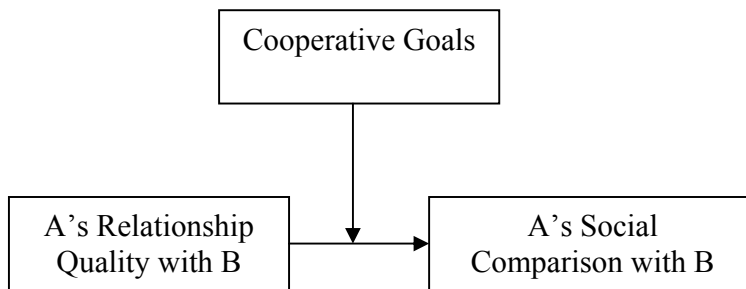 Cooperative Goals
A’s Relationship
Quality with B
A’s Social
Comparison with B